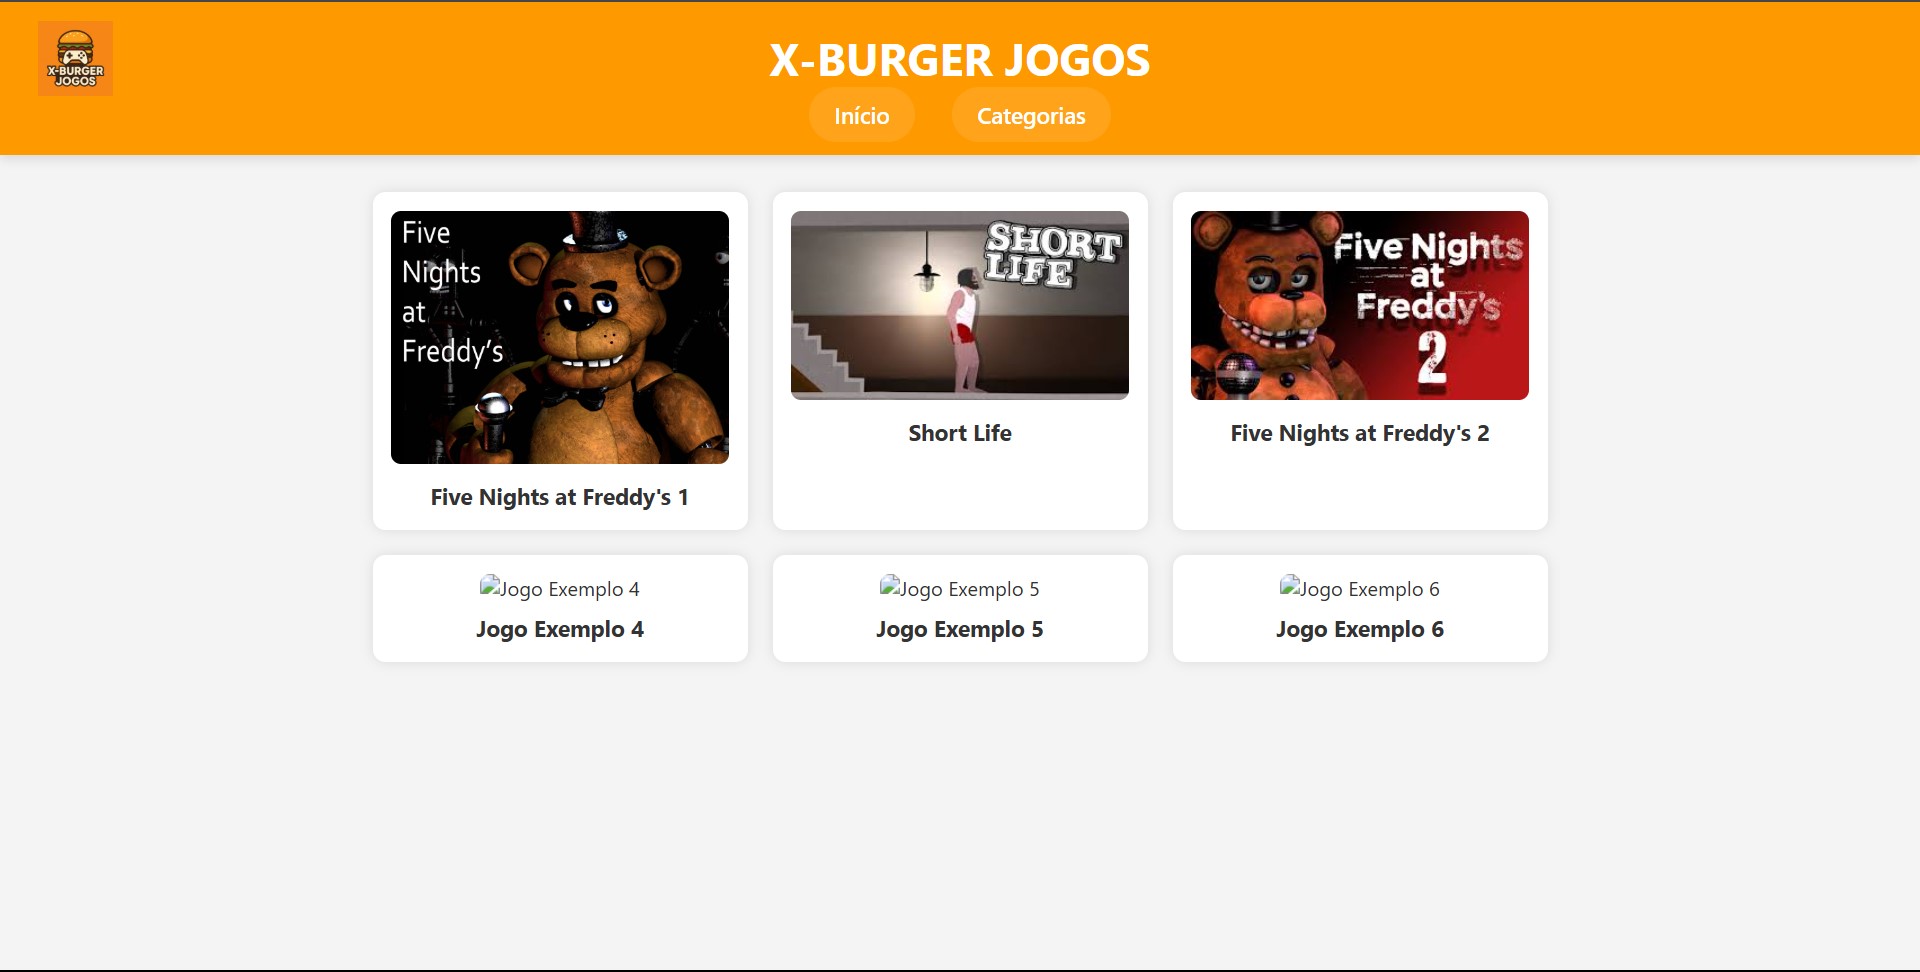 X-BURGER
JOGOS
X-BURGER JOGOS
Início
Categorias
Five
Nights
at
Freddy’s
Five Nights at Freddy's 1
SHORT
LIFE
Short Life
Five Nights
at
Freddy's
2
Five Nights at Freddy's 2
Jogo Exemplo 4
Jogo Exemplo 4
Jogo Exemplo 5
Jogo Exemplo 5
Jogo Exemplo 6
Jogo Exemplo 6